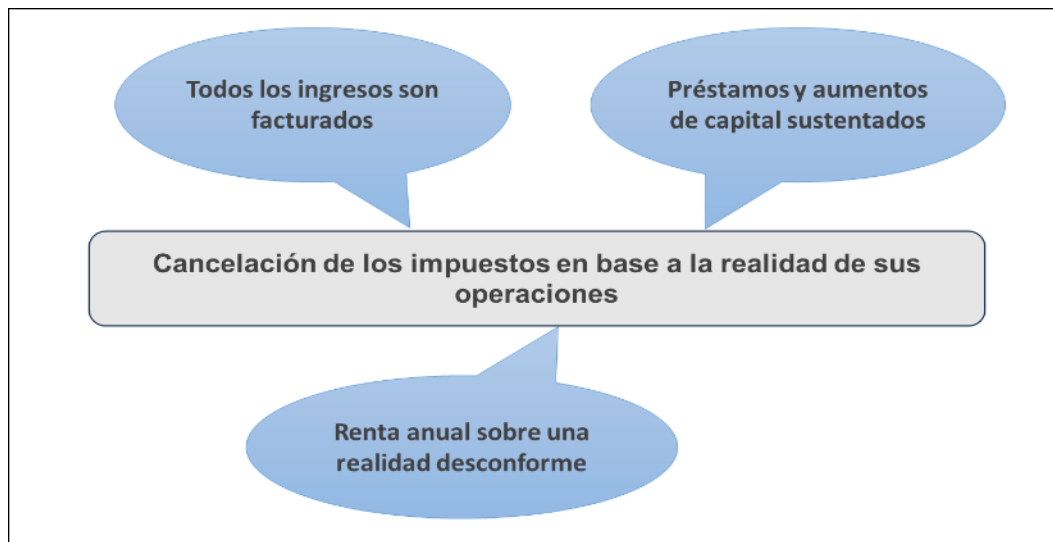 Todos los ingresos son
facturados
Préstamos y aumentos
de capital sustentados
Cancelación de los impuestos en base a la realidad de sus
operaciones
Renta anual sobre una
realidad desconforme